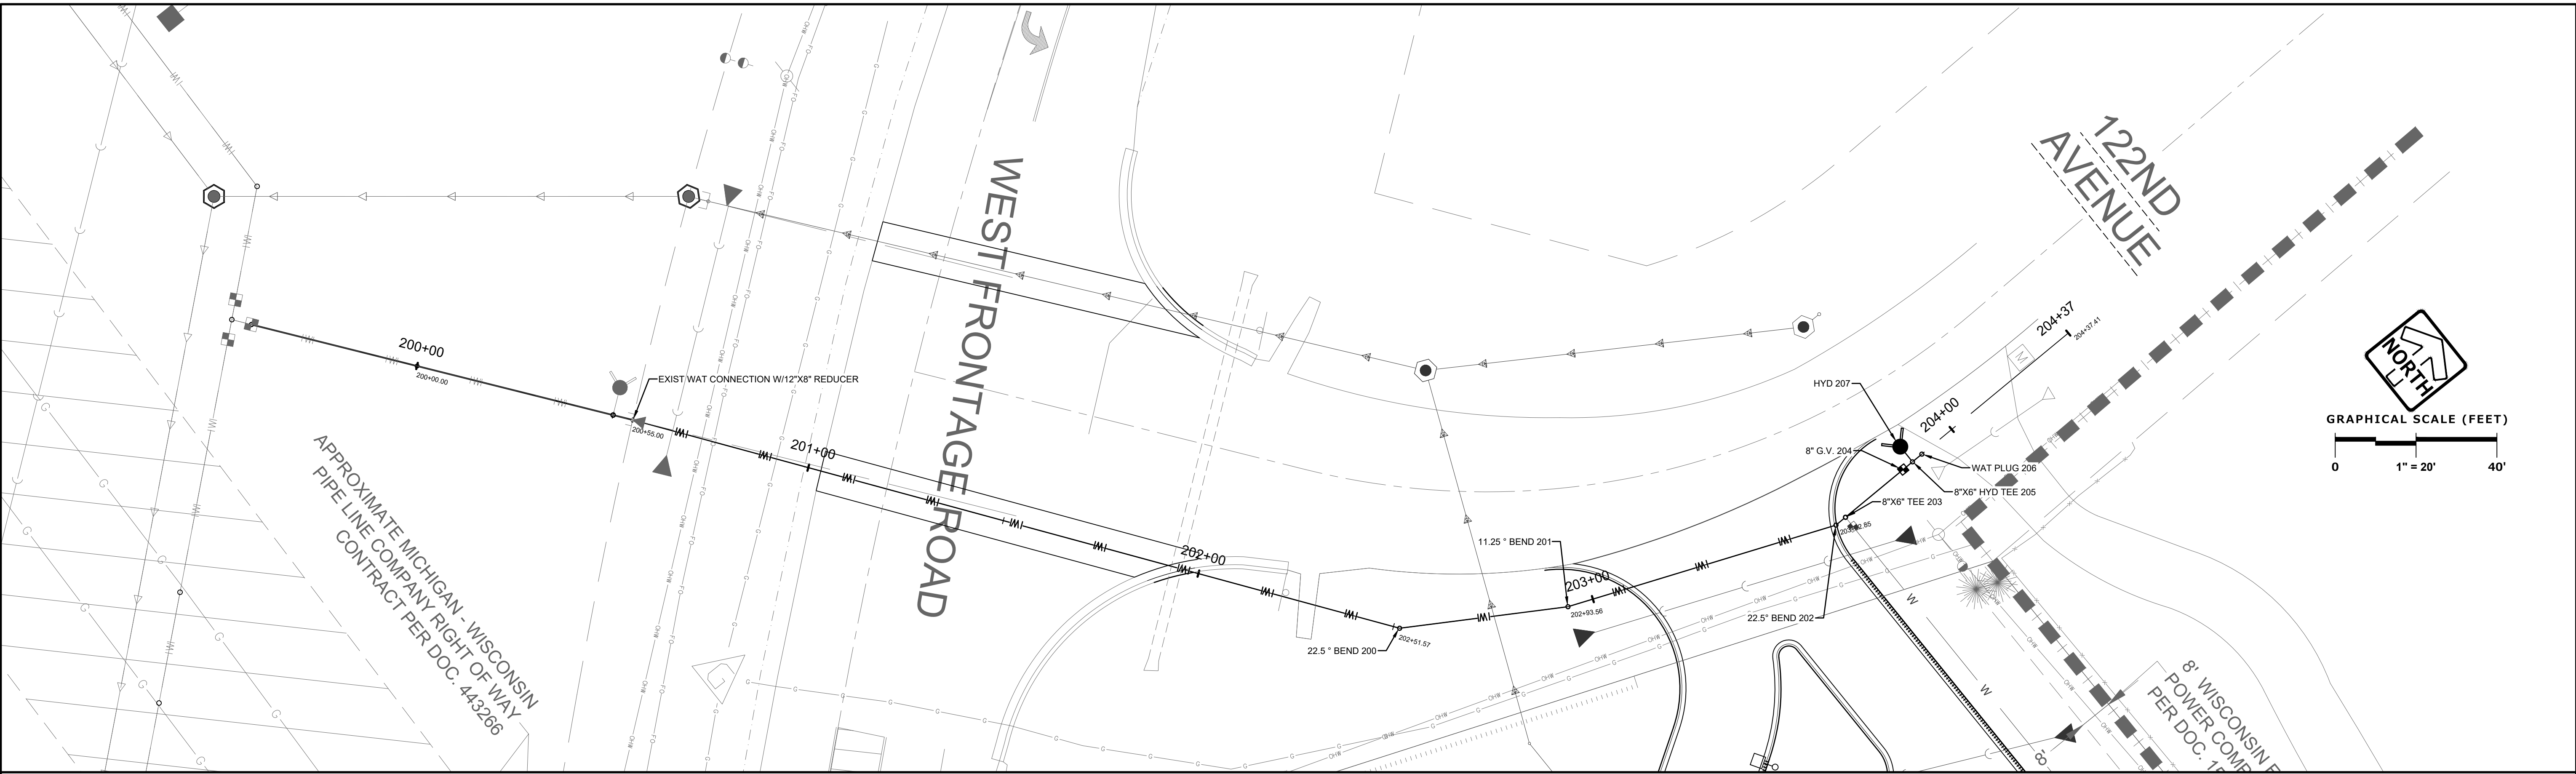 WEST FRONTAGE ROAD
122ND
AVENUE
200+00
200+00.00
EXIST WAT CONNECTION W/12"X8" REDUCER
200+55.00
201+00
202+00
22.5 ° BEND 200
202+51.57
11.25 ° BEND 201
203+00
202+93.56
22.5° BEND 202
8"X6" TEE 203
8" G.V. 204
HYD 207
WAT PLUG 206
8"X6" HYD TEE 205
204+00
204+37
204+37.41
APPROXIMATE MICHIGAN - WISCONSIN
PIPE LINE COMPANY RIGHT OF WAY
CONTRACT PER DOC. 443266
8' WISCONSIN
POWER
PER DOC.
NORTH
GRAPHICAL SCALE (FEET)
0 1" = 20' 40'